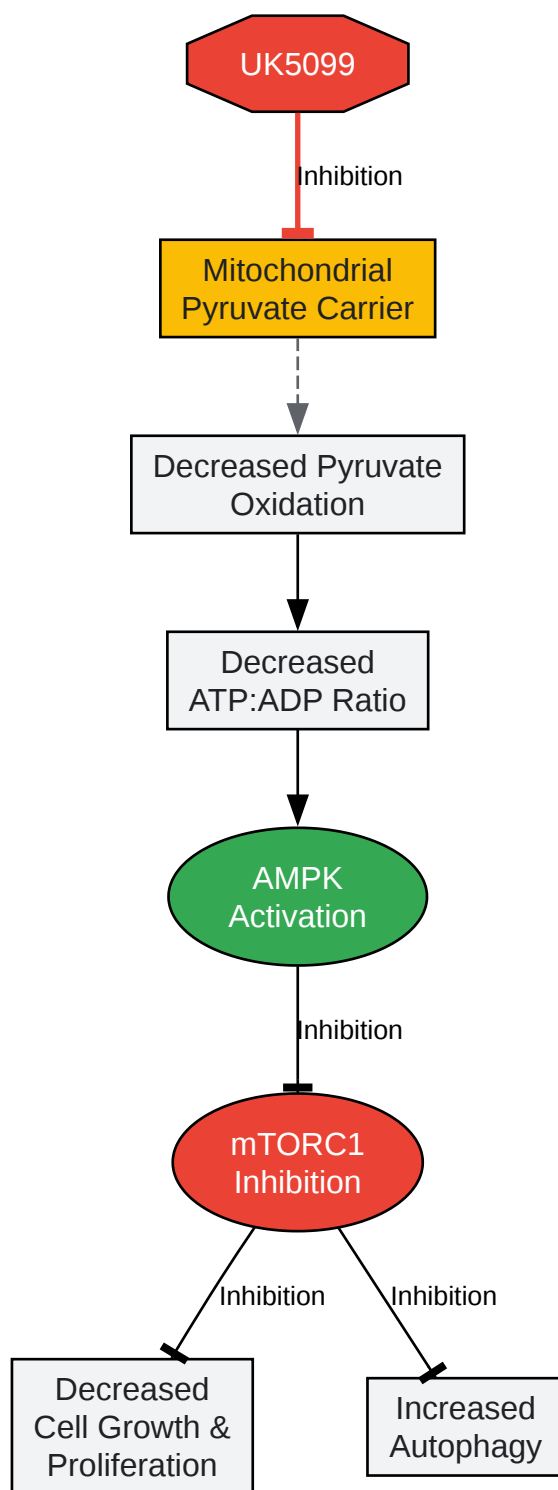 UK5099
Inhibition
Mitochondrial
Pyruvate Carrier
Decreased Pyruvate
Oxidation
Decreased
ATP:ADP Ratio
AMPK
Activation
Inhibition
mTORC1
Inhibition
Inhibition
Inhibition
Decreased
Cell Growth &
Proliferation
Increased
Autophagy